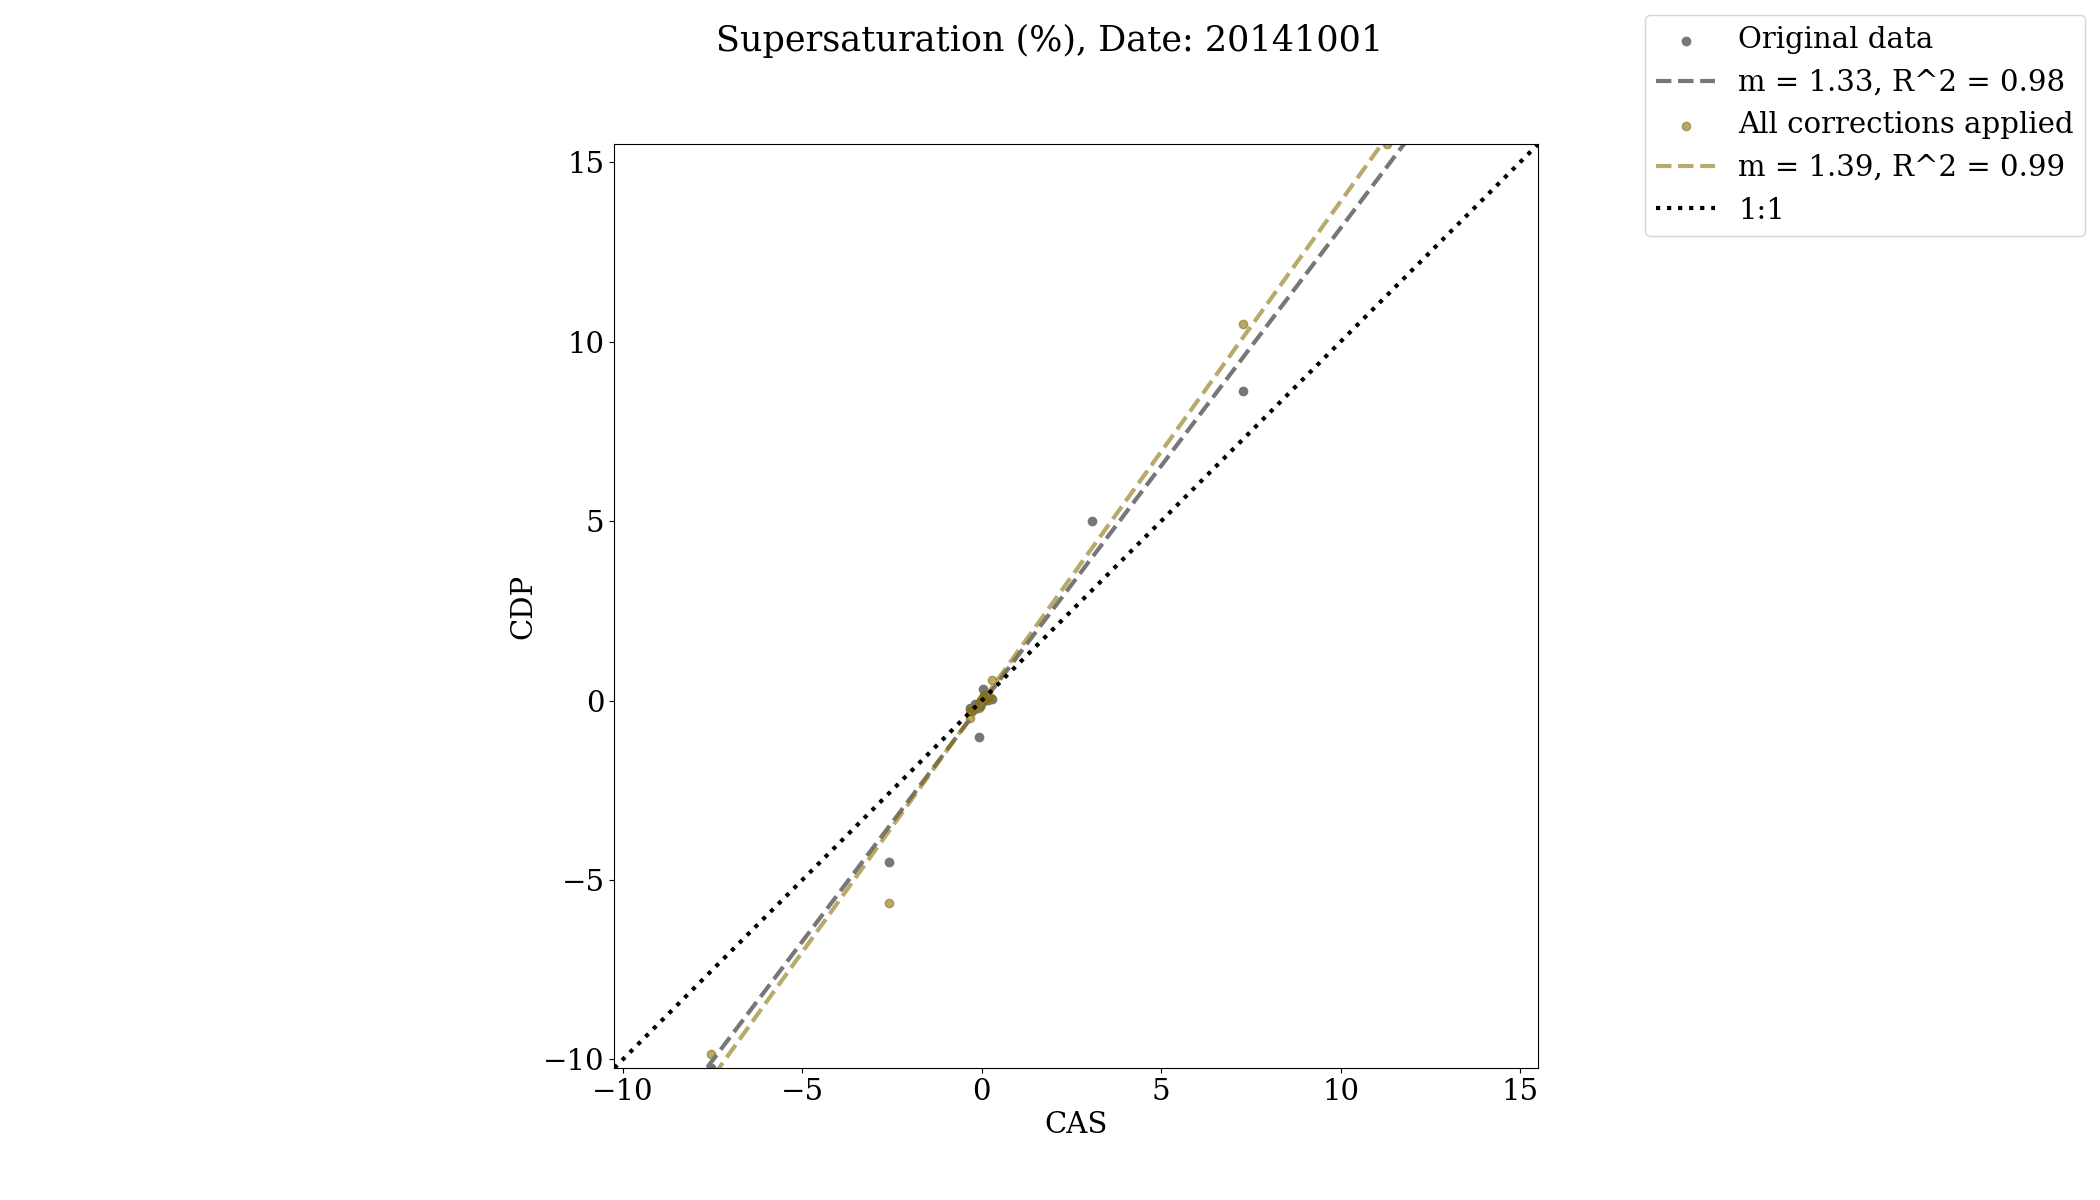 Supersaturation (%), Date: 20141001
Original data
m = 1.33, R^2 = 0.98
All corrections applied
m = 1.39, R^2 = 0.99
1:1
15
10
5
0
−5
−10
CDP
−10
−5
0
5
10
15
CAS